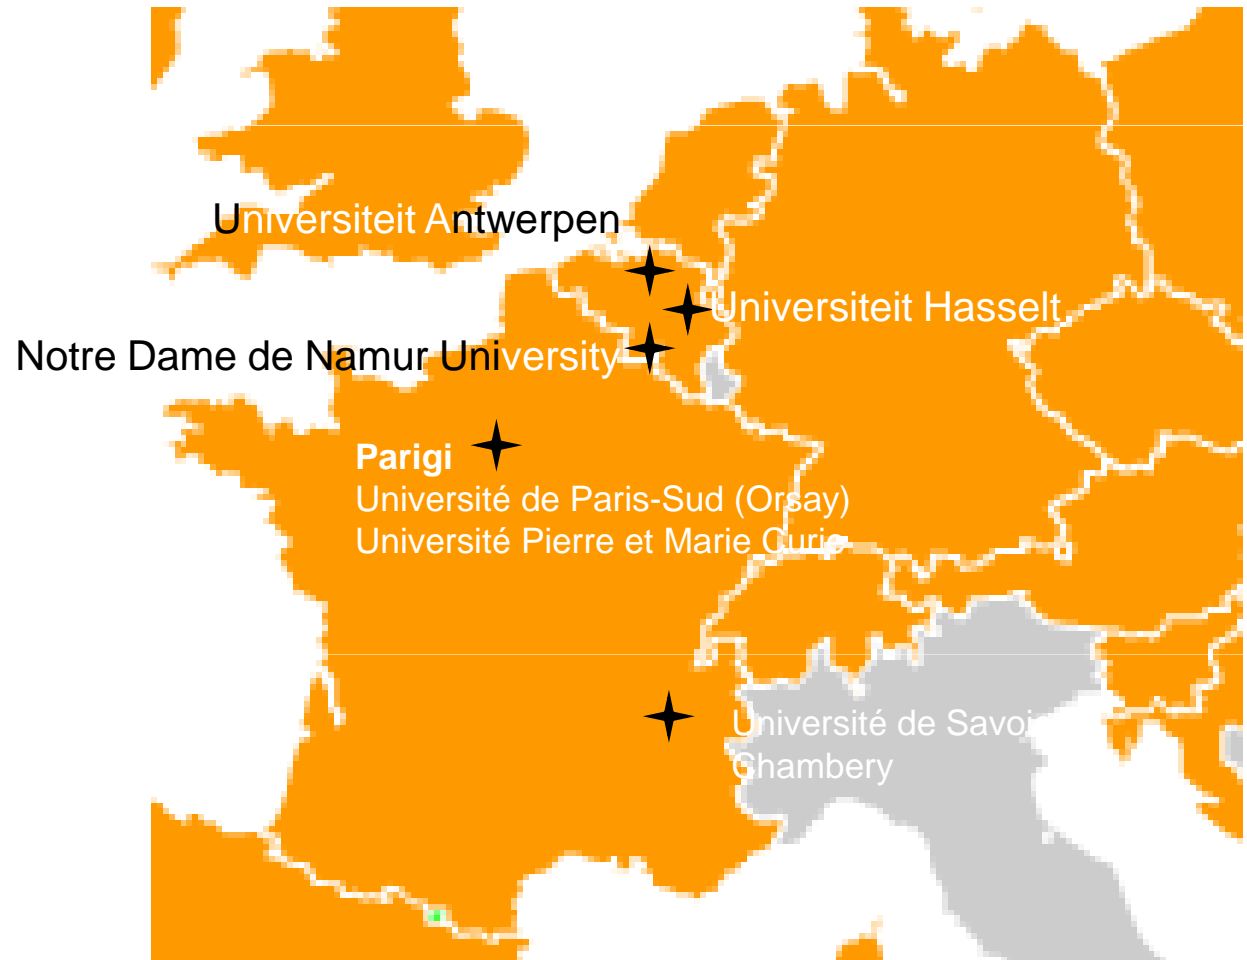 Universiteit Antwerpen
Universiteit Hasselt
Notre Dame de Namur University
Parigi
Université de Paris-Sud (Orsay)
Université Pierre et Marie Curie
Université de Savoie
Chambery